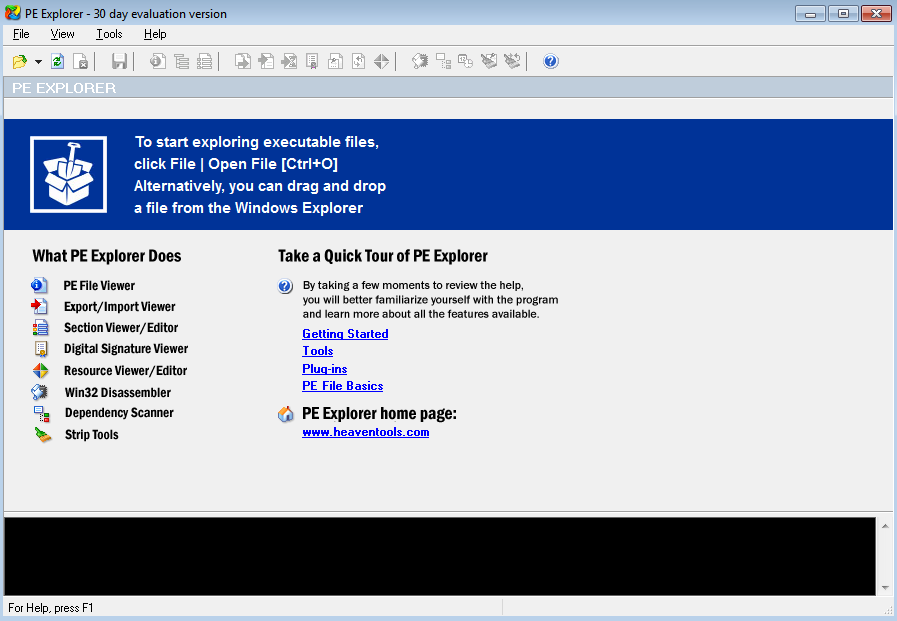 PE Explorer - 30 day evaluation version
File View Tools Help
PE EXPLORER
To start exploring executable files,
click File | Open File [Ctrl+O]
Alternatively, you can drag and drop
a file from the Windows Explorer
What PE Explorer Does
PE File Viewer
Export/Import Viewer
Section Viewer/Editor
Digital Signature Viewer
Resource Viewer/Editor
Win32 Disassembler
Dependency Scanner
Strip Tools
Take a Quick Tour of PE Explorer
By taking a few moments to review the help,
you will better familiarize yourself with the program
and learn more about all the features available.
Getting Started
Tools
Plug-ins
PE File Basics
PE Explorer home page:
www.heaventools.com
For Help, press F1